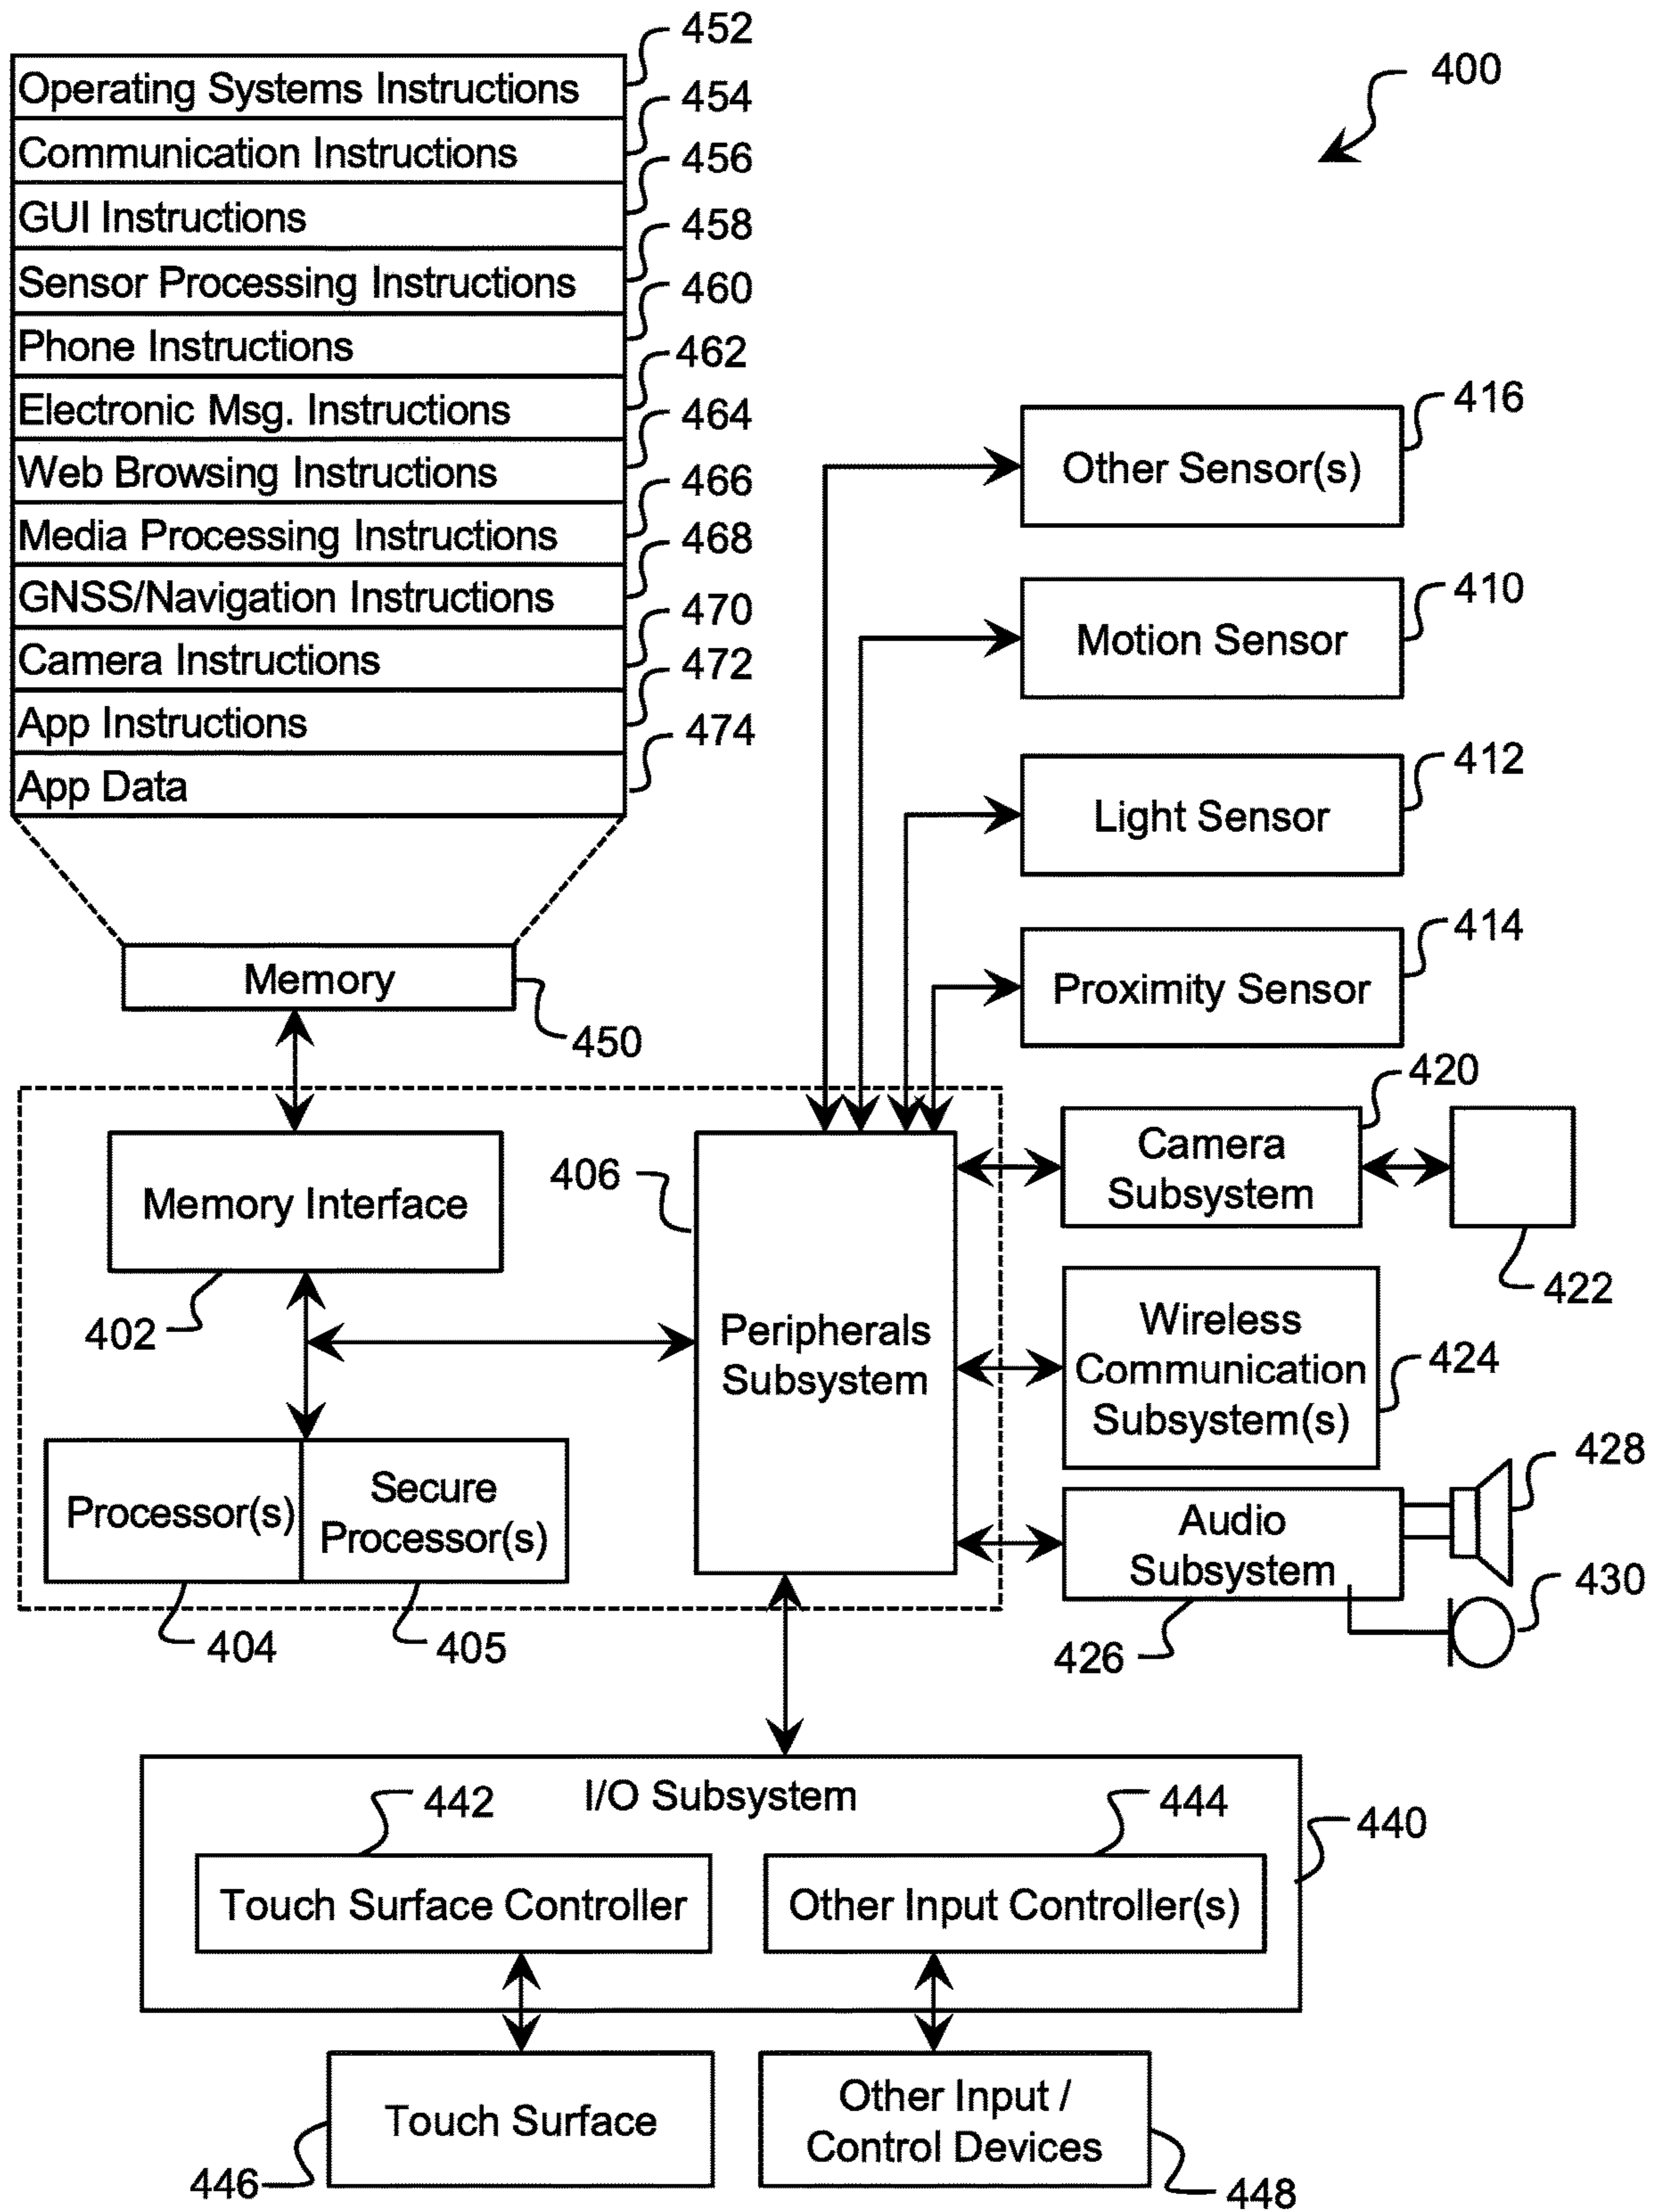 452
Operating Systems Instructions
454
Communication Instructions
456
GUI Instructions
458
Sensor Processing Instructions
460
Phone Instructions
462
Electronic Msg. Instructions
464
Web Browsing Instructions
466
Media Processing Instructions
468
GNSS/Navigation Instructions
470
Camera Instructions
472
App Instructions
474
App Data
400
416
Other Sensor(s)
410
Motion Sensor
412
Light Sensor
414
Proximity Sensor
Memory
450
Memory Interface
402
406
Peripherals
Subsystem
Processor(s)
Secure
Processor(s)
404
405
420
Camera
Subsystem
422
Wireless
Communication
Subsystem(s)
424
Audio
Subsystem
426
428
430
I/O Subsystem
440
442
Touch Surface Controller
444
Other Input Controller(s)
Touch Surface
446
Other Input /
Control Devices
448